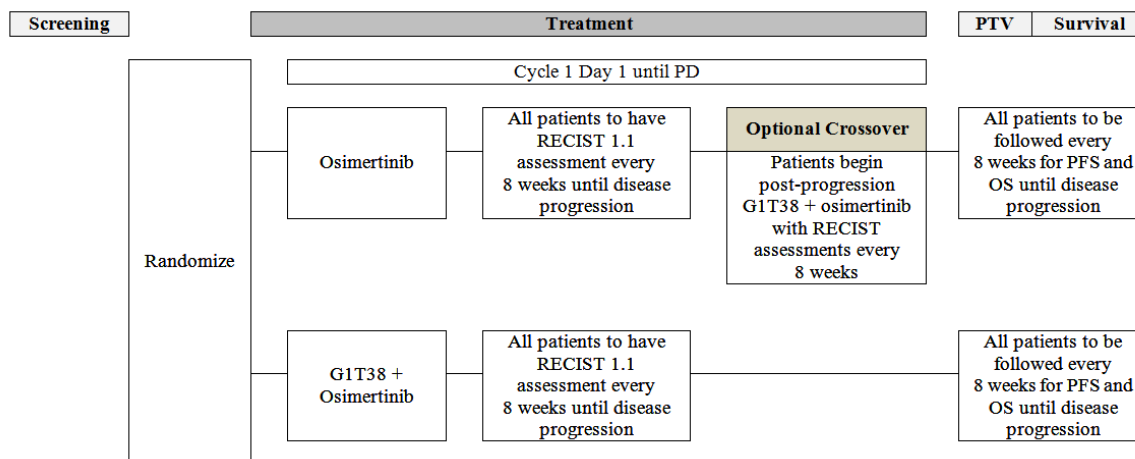 Screening
Treatment
PTV
Survival
Cycle 1 Day 1 until PD
Randomize
Osimertinib
All patients to have
RECIST 1.1
assessment every
8 weeks until disease
progression
Optional Crossover
Patients begin
post-progression
G1T38 + osimertinib
with RECIST
assessments every
8 weeks
All patients to be
followed every
8 weeks for PFS and
OS until disease
progression
G1T38 +
Osimertinib
All patients to have
RECIST 1.1
assessment every
8 weeks until disease
progression
All patients to be
followed every
8 weeks for PFS and
OS until disease
progression